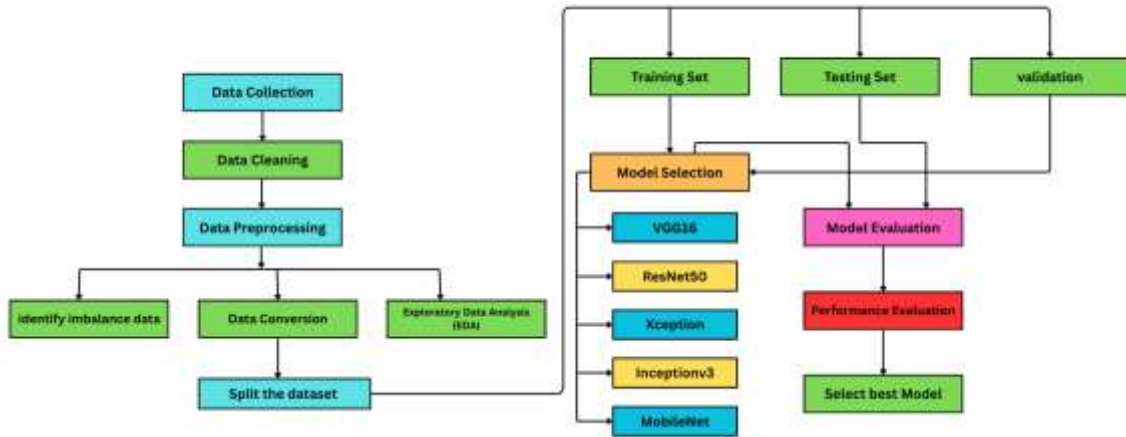 Data Collection
Data Cleaning
Data Preprocessing
identify imbalance data
Data Conversion
Exploratory Data Analysis
(EDA)
Split the dataset
Training Set
Testing Set
validation
Model Selection
VGG16
ResNet50
Xception
Inceptionv3
MobileNet
Model Evaluation
Performance Evaluation
Select best Model